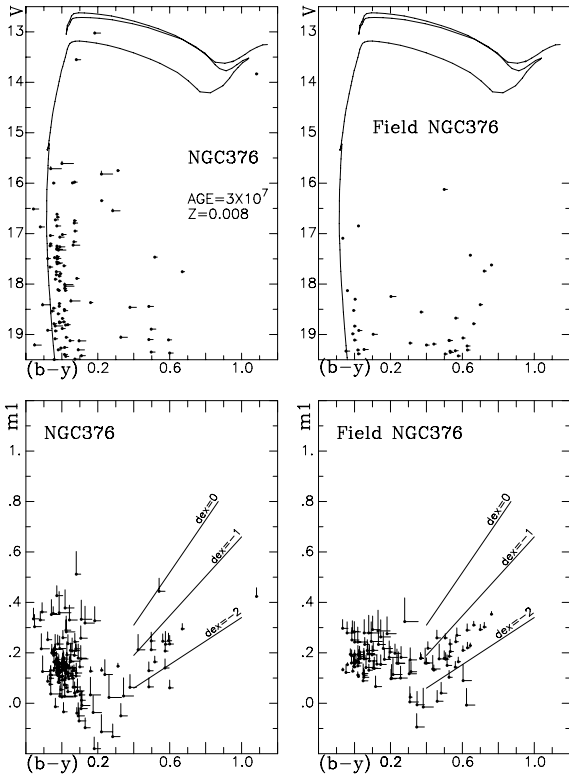 V
13
14
15
16
17
18
19
NGC376
AGE=3X10^7
Z=0.008
(b-y) 0.2 0.6 1.0
V
13
14
15
16
17
18
19
Field NGC376
(b-y) 0.2 0.6 1.0
m1
1.
.8
.6
.4
.2
.0
NGC376
dex=0
dex=-1
dex=-2
(b-y) 0.2 0.6 1.0
m1
1.
.8
.6
.4
.2
.0
Field NGC376
dex=0
dex=-1
dex=-2
(b-y) 0.2 0.6 1.0